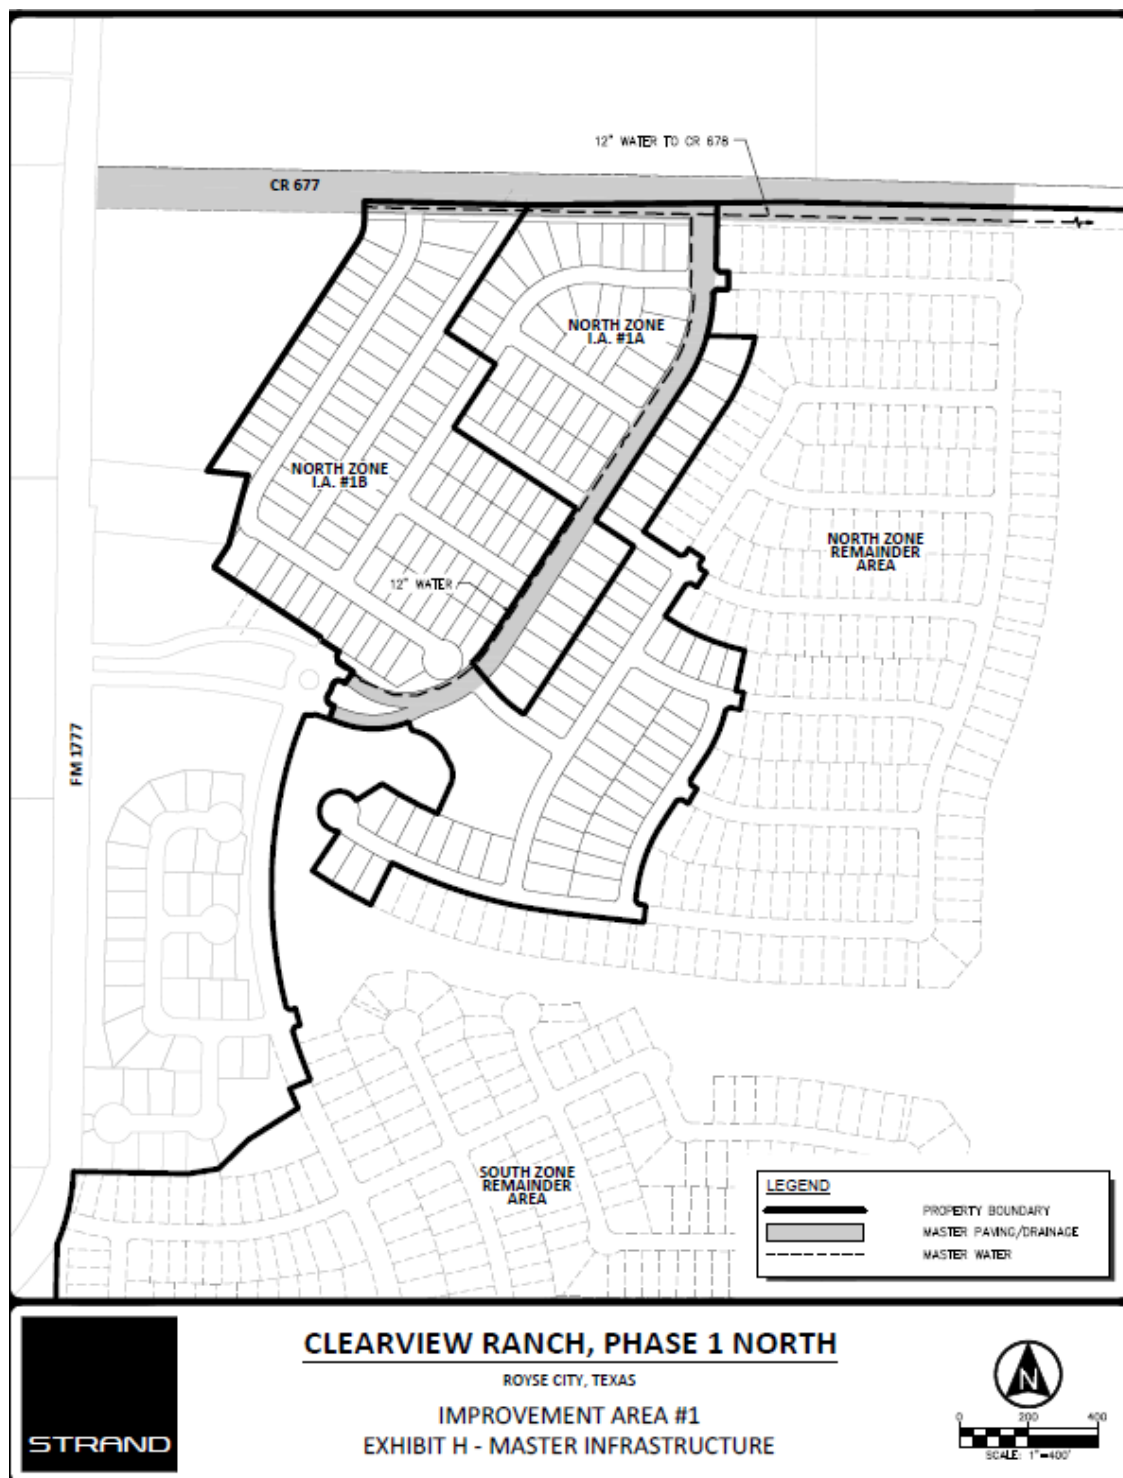 12" WATER TO CR 678
CR 677
NORTH ZONE
I.A. #1A
NORTH ZONE
I.A. #1B
NORTH ZONE
REMAINDER
AREA
12" WATER
FM 1777
SOUTH ZONE
REMAINDER
AREA
LEGEND
PROPERTY BOUNDARY
MASTER PAVING/DRAINAGE
MASTER WATER
CLEARVIEW RANCH, PHASE 1 NORTH
ROYSE CITY, TEXAS
IMPROVEMENT AREA #1
EXHIBIT H - MASTER INFRASTRUCTURE
STRAND
N
0 200 400
SCALE: 1"=400'